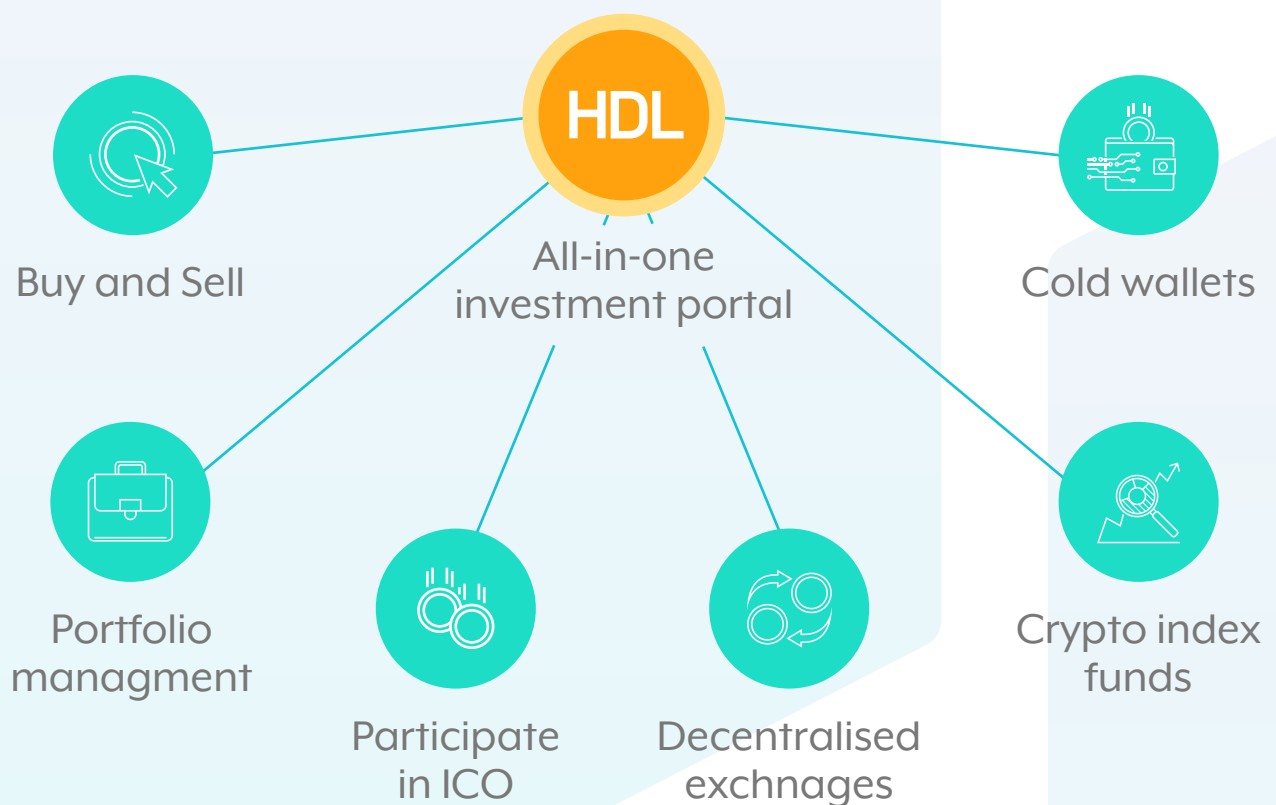 HDL
All-in-one
investment portal
Buy and Sell
Cold wallets
Portfolio
managment
Crypto index
funds
Participate
in ICO
Decentralised
exchnages